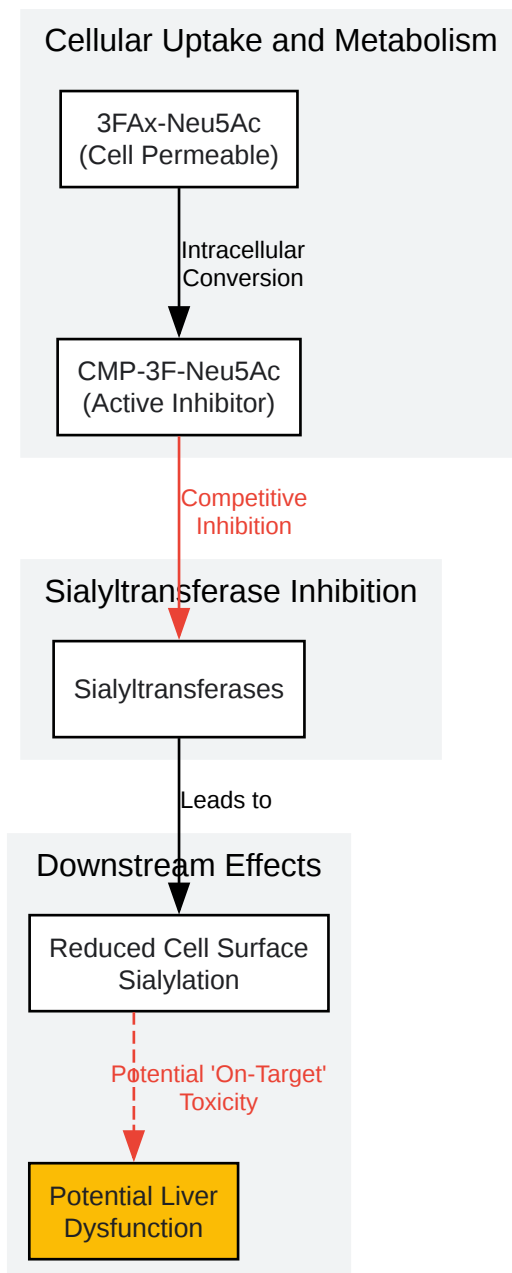 Cellular Uptake and Metabolism
3FAx-Neu5Ac
(Cell Permeable)
Intracellular
Conversion
CMP-3F-Neu5Ac
(Active Inhibitor)
Competitive
Inhibition
Sialyltransferase Inhibition
Sialyltransferases
Leads to
Downstream Effects
Reduced Cell Surface
Sialylation
Potential 'On-Target'
Toxicity
Potential Liver
Dysfunction